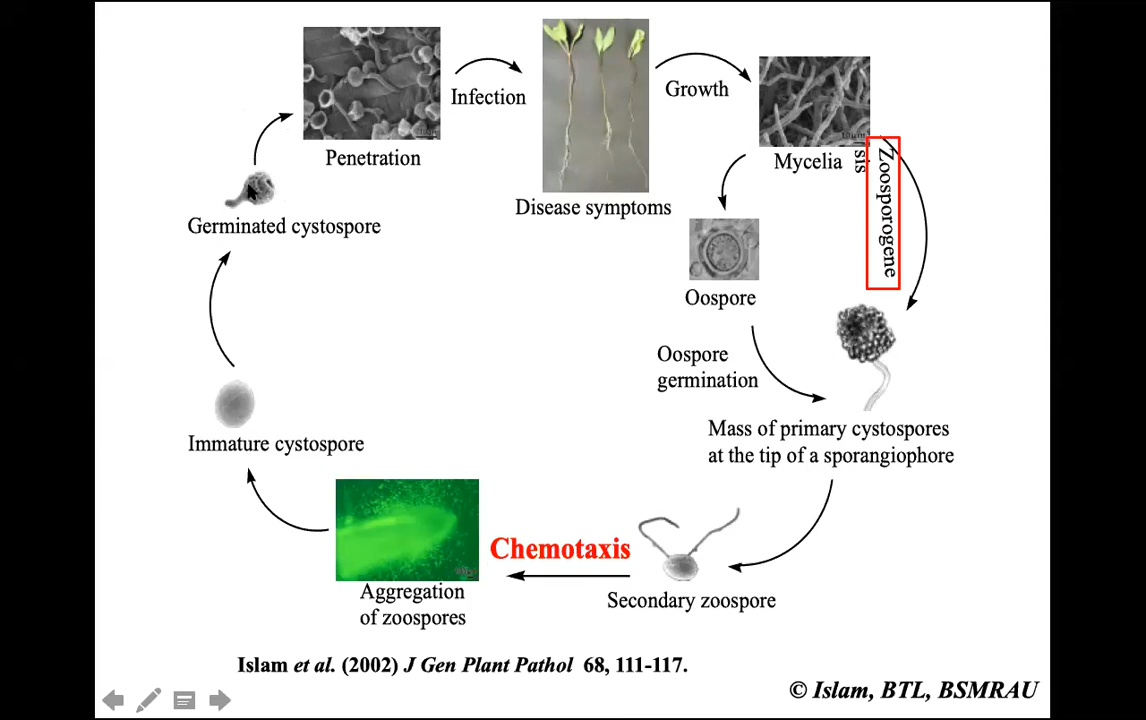 Penetration
Infection
Disease symptoms
Growth
Mycelia
Zoosporogene
sis
Oospore
Oospore
germination
Mass of primary cystospores
at the tip of a sporangiophore
Secondary zoospore
Chemotaxis
Aggregation
of zoospores
Immature cystospore
Germinated cystospore
Islam et al. (2002) J Gen Plant Pathol 68, 111-117.
© Islam, BTL, BSMRAU